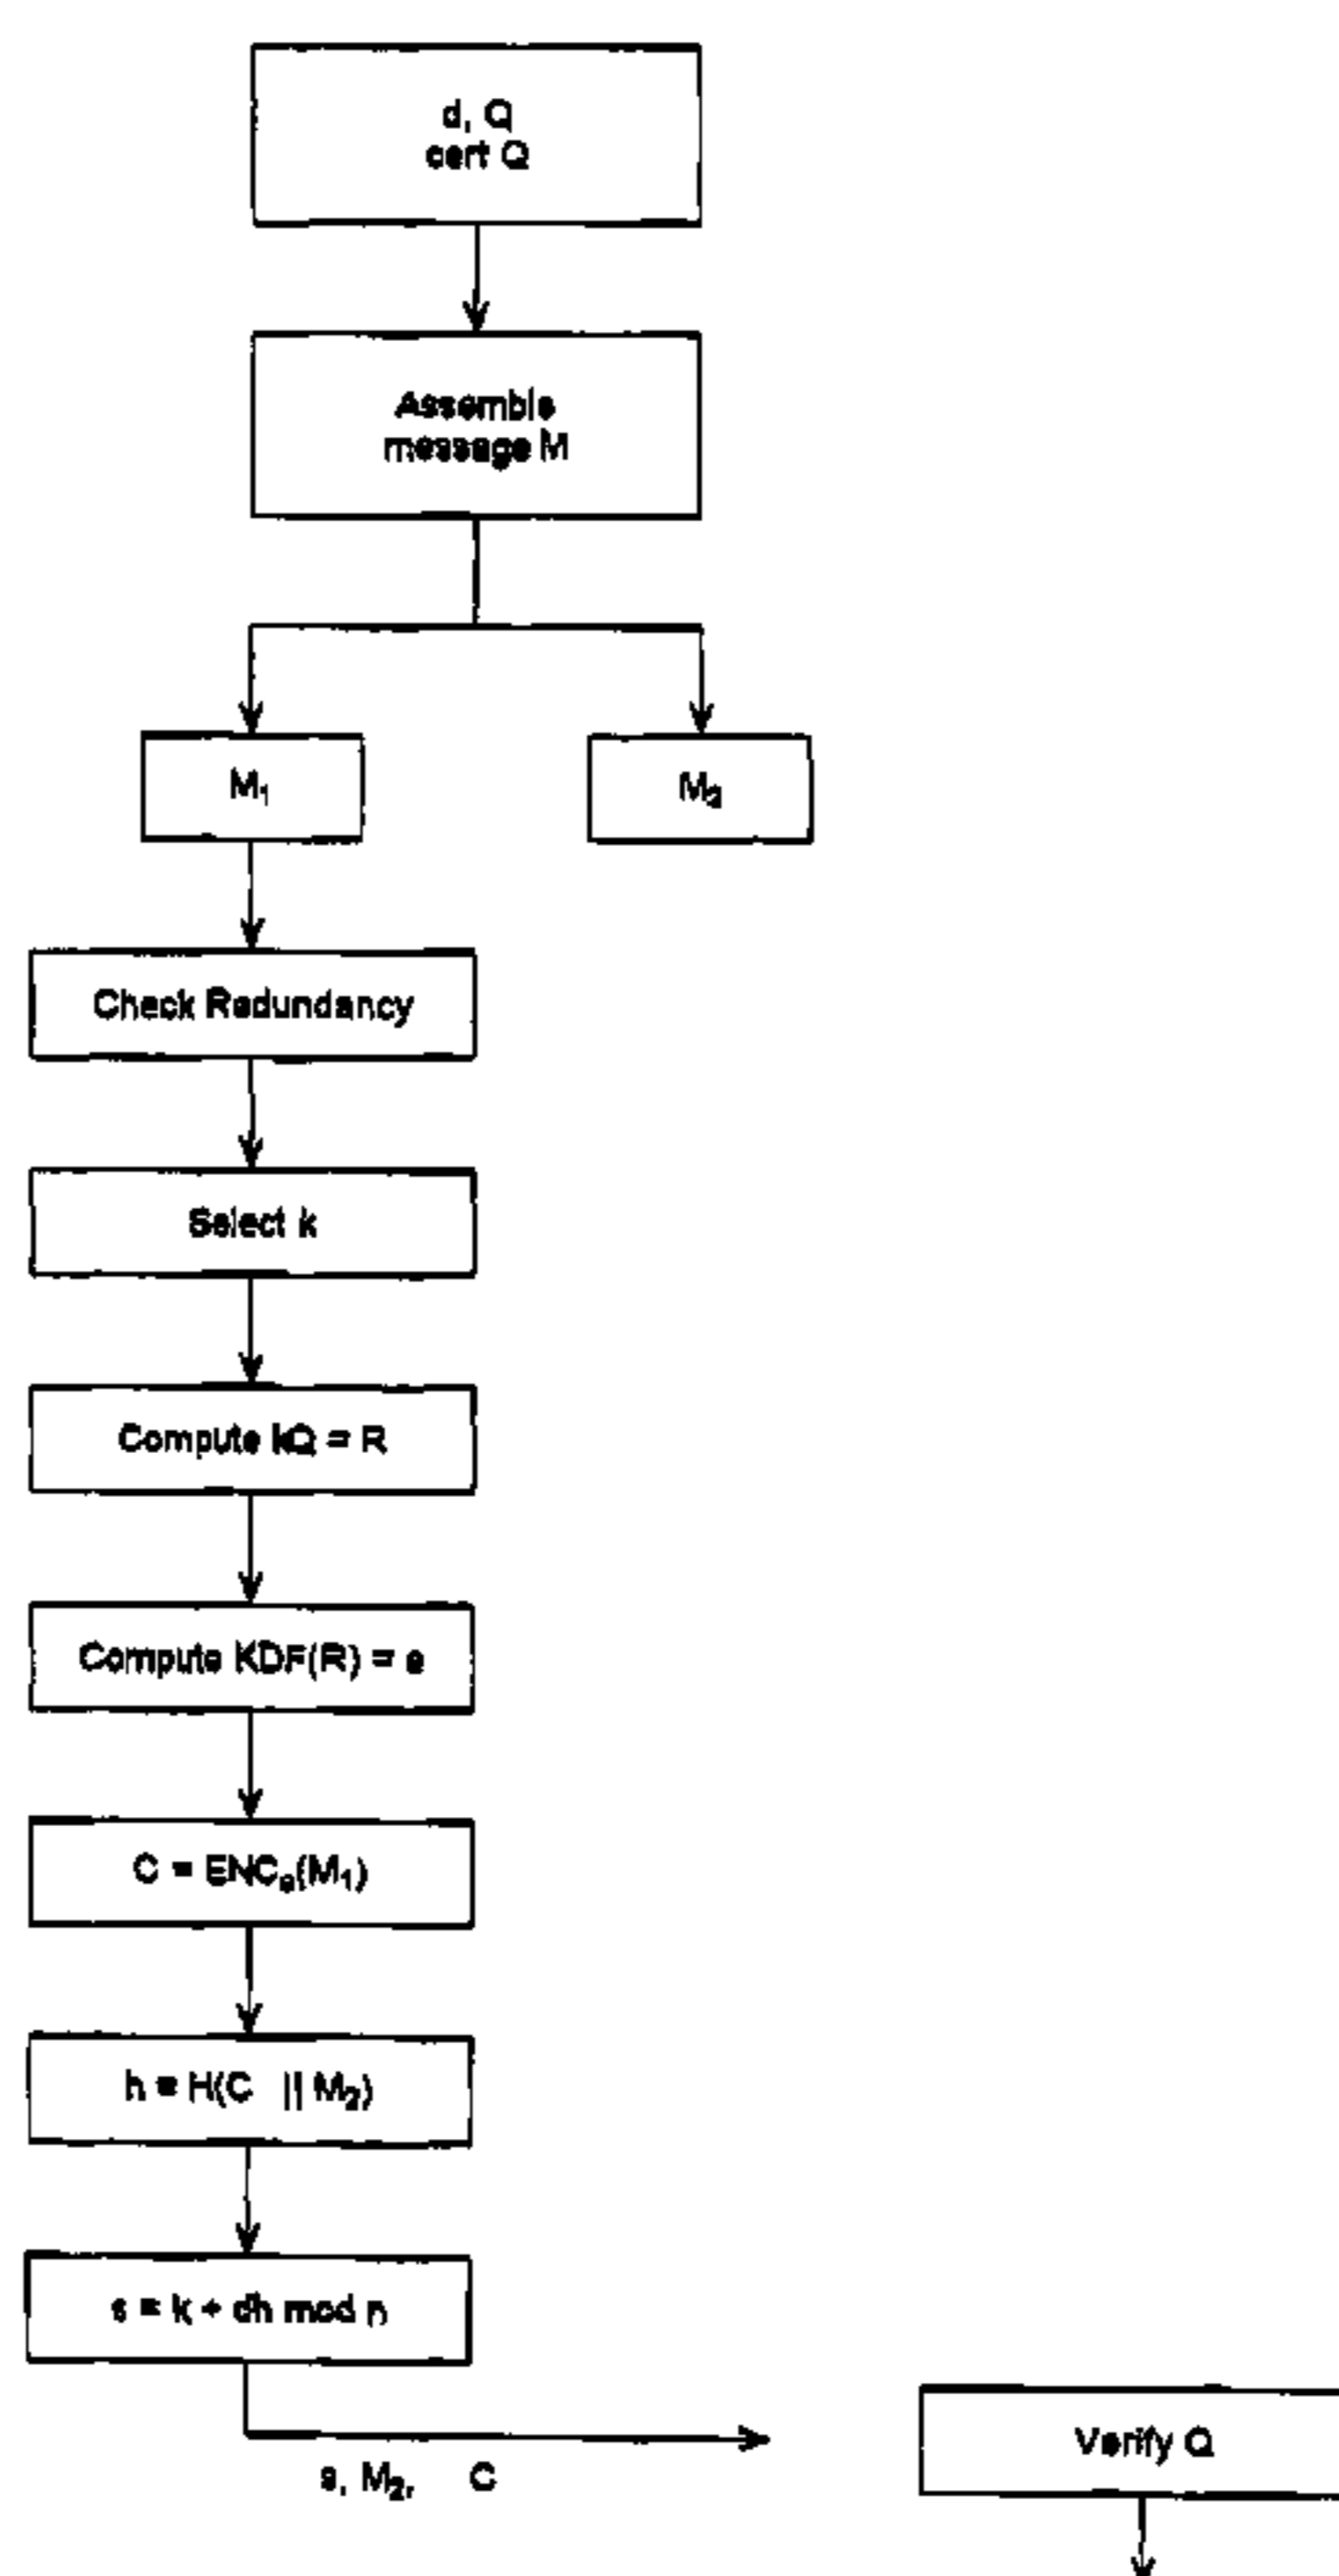 d, Q
cert Q
Assemble
message M
M₁
M₂
Check Redundancy
Select k
Compute kQ = R
Compute KDF(R) = e
C = ENCₑ(M₁)
h = H(C || M₂)
s = k + dh mod n
s, M₂, C
Verify Q